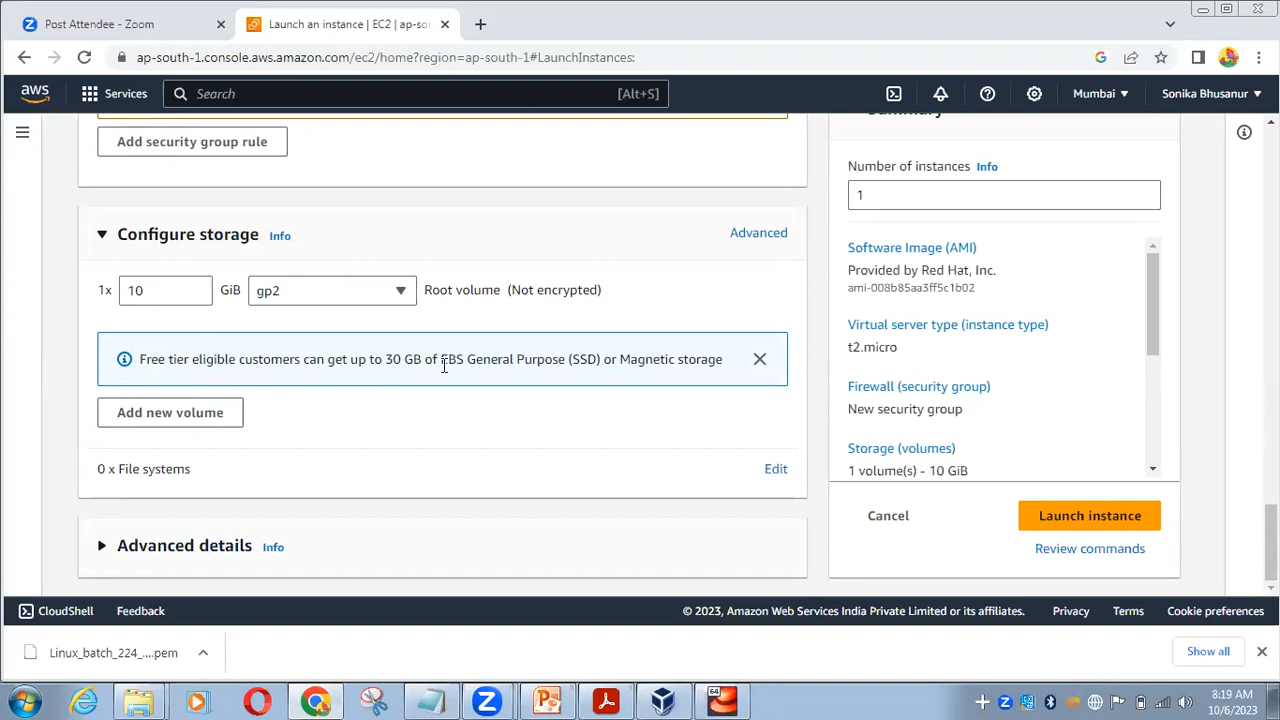 Post Attendee - Zoom
Launch an instance | EC2 | ap-sou
ap-south-1.console.aws.amazon.com/ec2/home?region=ap-south-1#LaunchInstances:
aws
Services
Search
[Alt+S]
Mumbai
Sonika Bhusanur
Add security group rule
Summary
Number of instances Info
1
Configure storage Info
Advanced
1x 10 GiB gp2 Root volume (Not encrypted)
Free tier eligible customers can get up to 30 GB of EBS General Purpose (SSD) or Magnetic storage
Add new volume
0 x File systems
Edit
Advanced details Info
Software Image (AMI)
Provided by Red Hat, Inc.
ami-008b85aa3ff5c1b02
Virtual server type (instance type)
t2.micro
Firewall (security group)
New security group
Storage (volumes)
1 volume(s) - 10 GiB
Cancel
Launch instance
Review commands
CloudShell
Feedback
© 2023, Amazon Web Services India Private Limited or its affiliates.
Privacy
Terms
Cookie preferences
Linux_batch_224_....pem
Show all
64
8:19 AM
10/6/2023